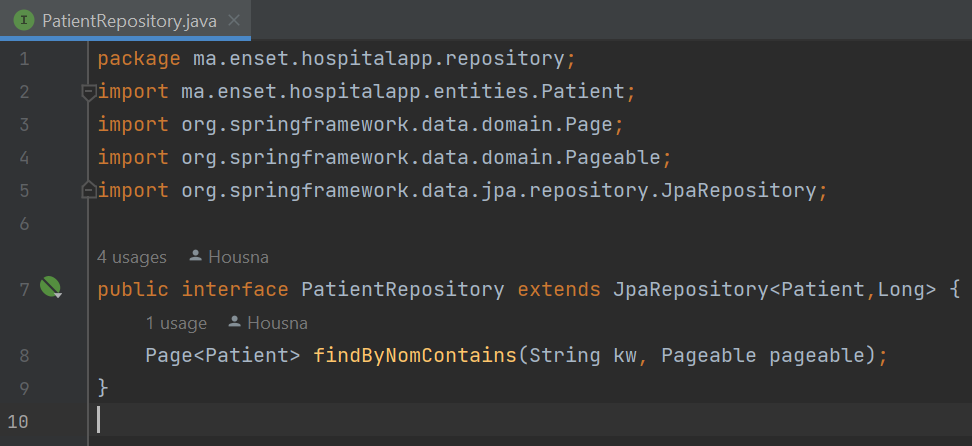 I PatientRepository.java
1 package ma.enset.hospitalapp.repository;
2 import ma.enset.hospitalapp.entities.Patient;
3 import org.springframework.data.domain.Page;
4 import org.springframework.data.domain.Pageable;
5 import org.springframework.data.jpa.repository.JpaRepository;
6
4 usages Housna
7 public interface PatientRepository extends JpaRepository<Patient,Long> {
1 usage Housna
8 Page<Patient> findByNomContains(String kw, Pageable pageable);
9 }
10